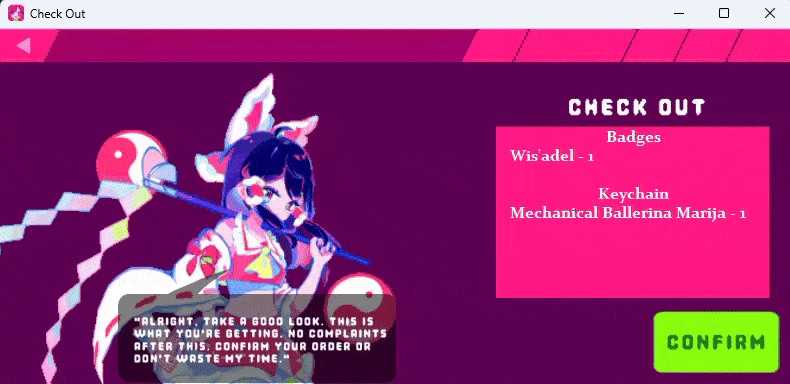 Check Out
CHECK OUT
Badges
Wis'adel - 1
Keychain
Mechanical Ballerina Marija - 1
"ALRIGHT, TAKE A GOOD LOOK. THIS IS
WHAT YOU'RE GETTING. NO COMPLAINTS
AFTER THIS. CONFIRM YOUR ORDER OR
DON'T WASTE MY TIME."
CONFIRM